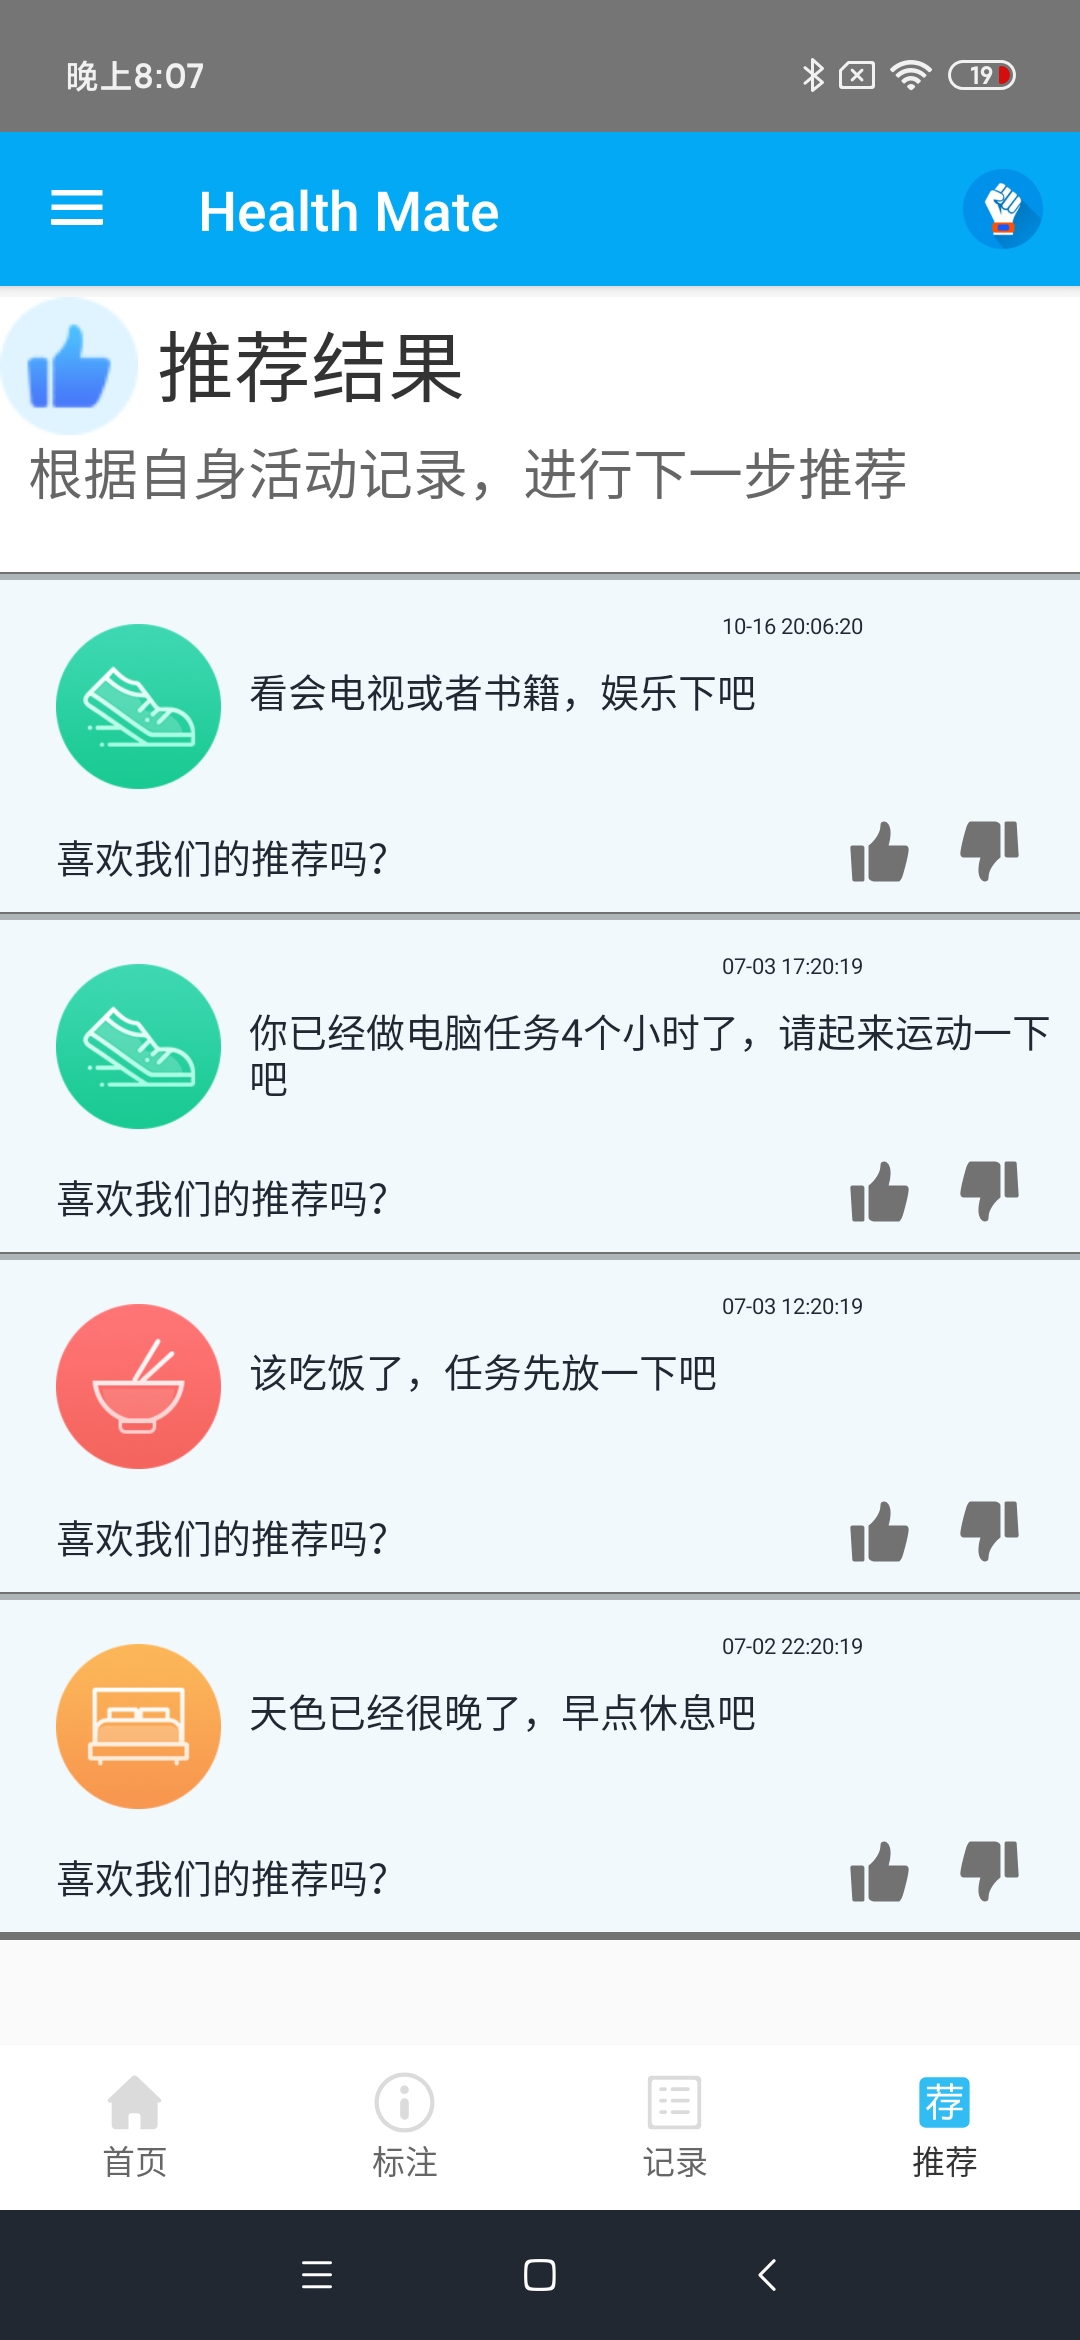 晚上8:07
19
Health Mate
推荐结果
根据自身活动记录，进行下一步推荐
10-16 20:06:20
看会电视或者书籍，娱乐下吧
喜欢我们的推荐吗？
07-03 17:20:19
你已经做电脑任务4个小时了，请起来运动一下
吧
喜欢我们的推荐吗？
07-03 12:20:19
该吃饭了，任务先放一下吧
喜欢我们的推荐吗？
07-02 22:20:19
天色已经很晚了，早点休息吧
喜欢我们的推荐吗？
荐
首页 标注 记录 推荐